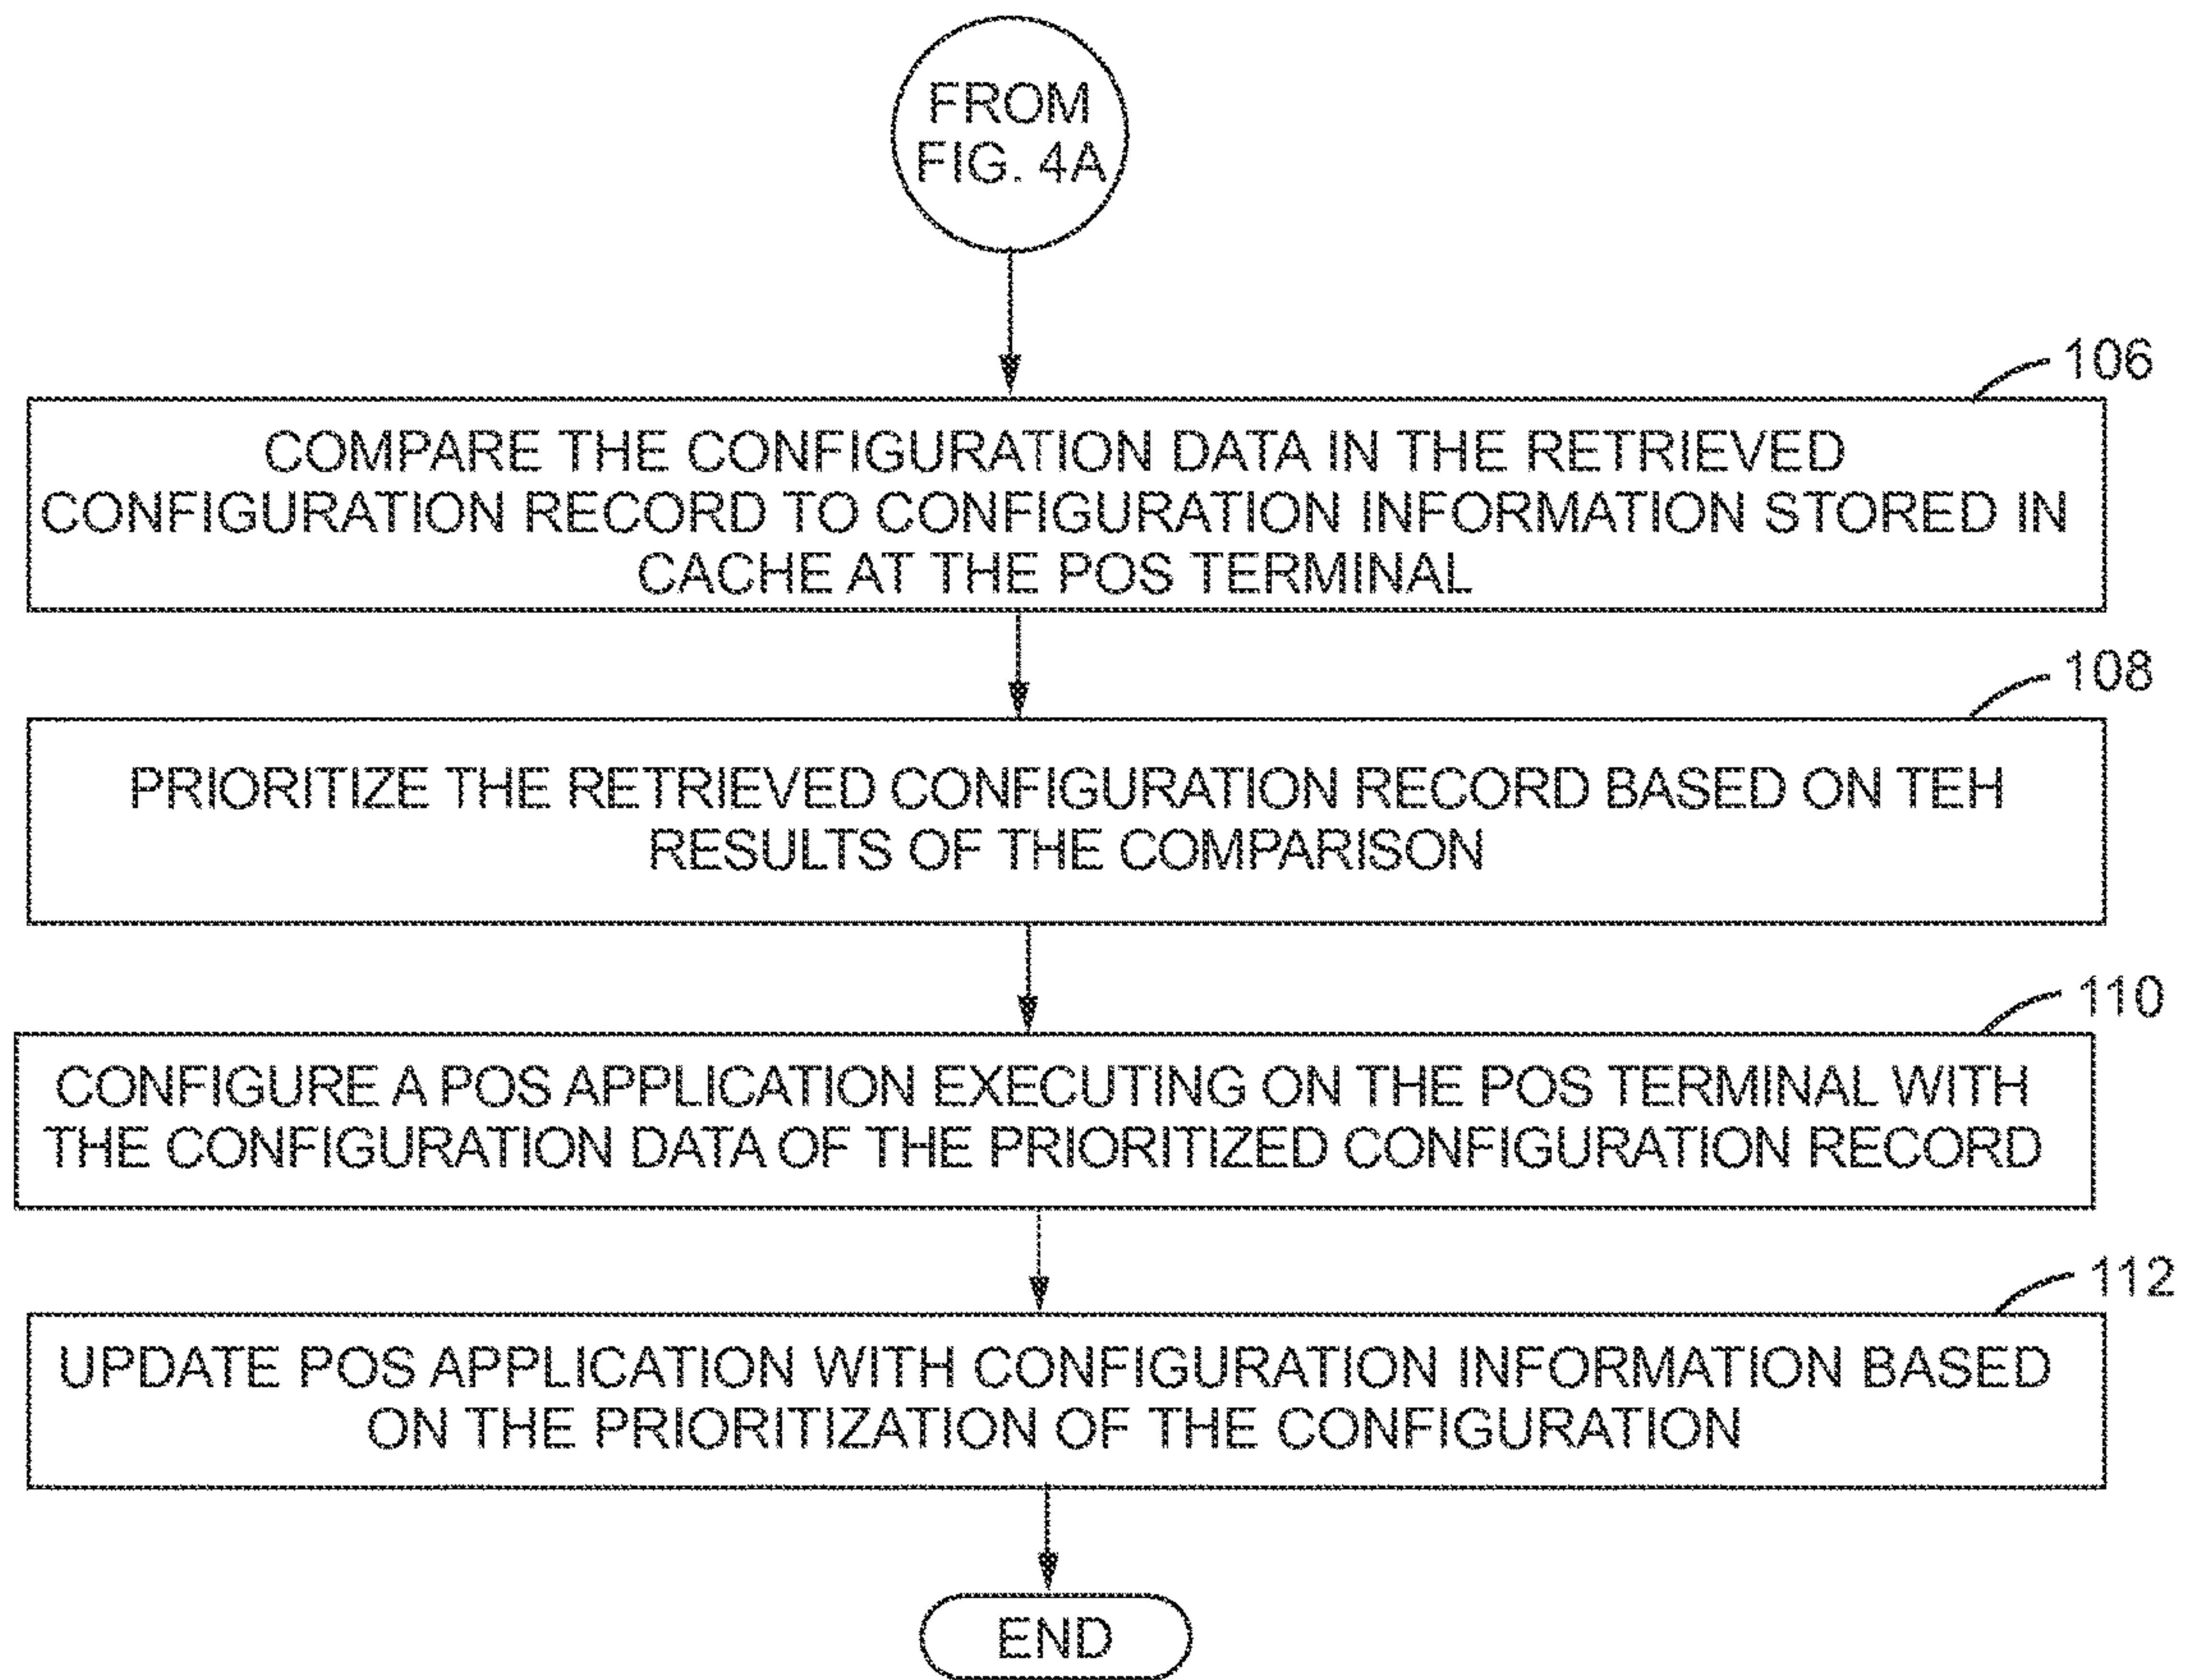 FROM
FIG. 4A
106
COMPARE THE CONFIGURATION DATA IN THE RETRIEVED
CONFIGURATION RECORD TO CONFIGURATION INFORMATION STORED IN
CACHE AT THE POS TERMINAL
108
PRIORITIZE THE RETRIEVED CONFIGURATION RECORD BASED ON TEH
RESULTS OF THE COMPARISON
110
CONFIGURE A POS APPLICATION EXECUTING ON THE POS TERMINAL WITH
THE CONFIGURATION DATA OF THE PRIORITIZED CONFIGURATION RECORD
112
UPDATE POS APPLICATION WITH CONFIGURATION INFORMATION BASED
ON THE PRIORITIZATION OF THE CONFIGURATION
END